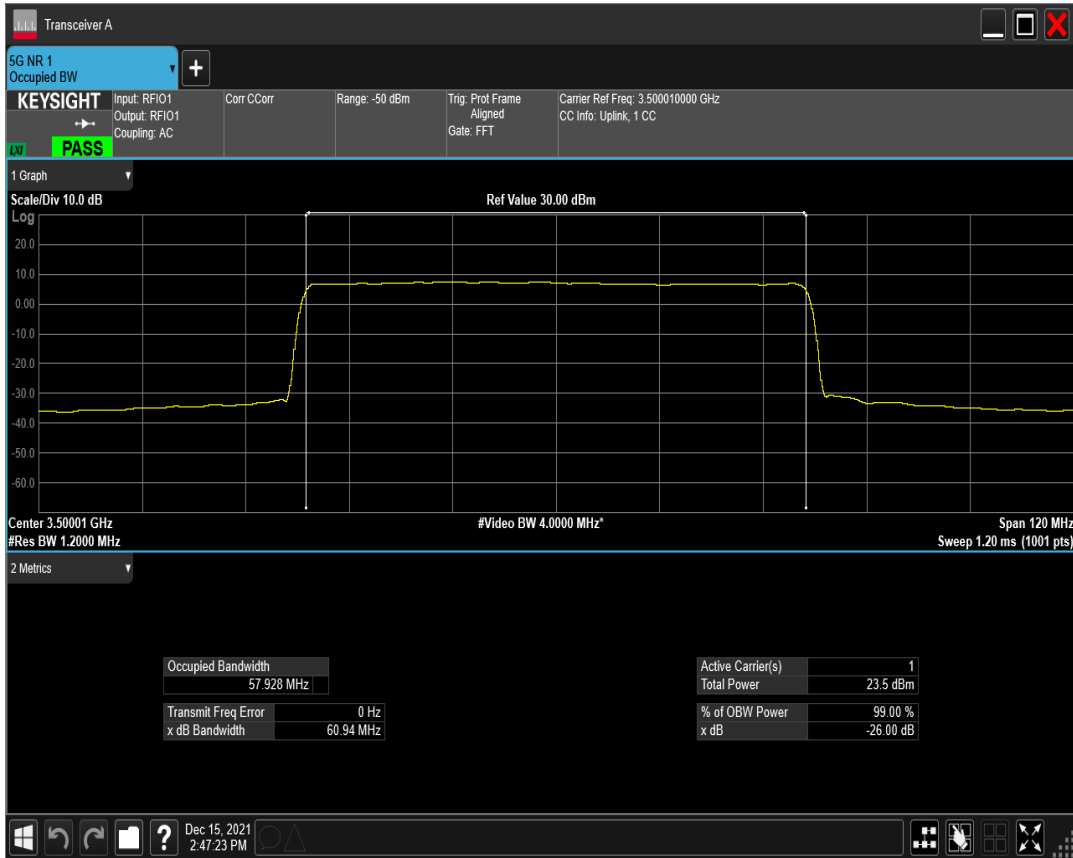 Transceiver A
5G NR 1
Occupied BW
KEYSIGHT
LXI
PASS
Input: RFIO1
Output: RFIO1
Coupling: AC
Corr CCorr
Range: -50 dBm
Trig: Prot Frame
Aligned
Gate: FFT
Carrier Ref Freq: 3.500010000 GHz
CC Info: Uplink, 1 CC
1 Graph
Scale/Div 10.0 dB
Ref Value 30.00 dBm
Log
20.0
10.0
0.00
-10.0
-20.0
-30.0
-40.0
-50.0
-60.0
Center 3.50001 GHz
#Video BW 4.0000 MHz*
Span 120 MHz
#Res BW 1.2000 MHz
Sweep 1.20 ms (1001 pts)
2 Metrics
Occupied Bandwidth
57.928 MHz
Transmit Freq Error 0 Hz
x dB Bandwidth 60.94 MHz
Active Carrier(s) 1
Total Power 23.5 dBm
% of OBW Power 99.00 %
x dB -26.00 dB
?
Dec 15, 2021
2:47:23 PM